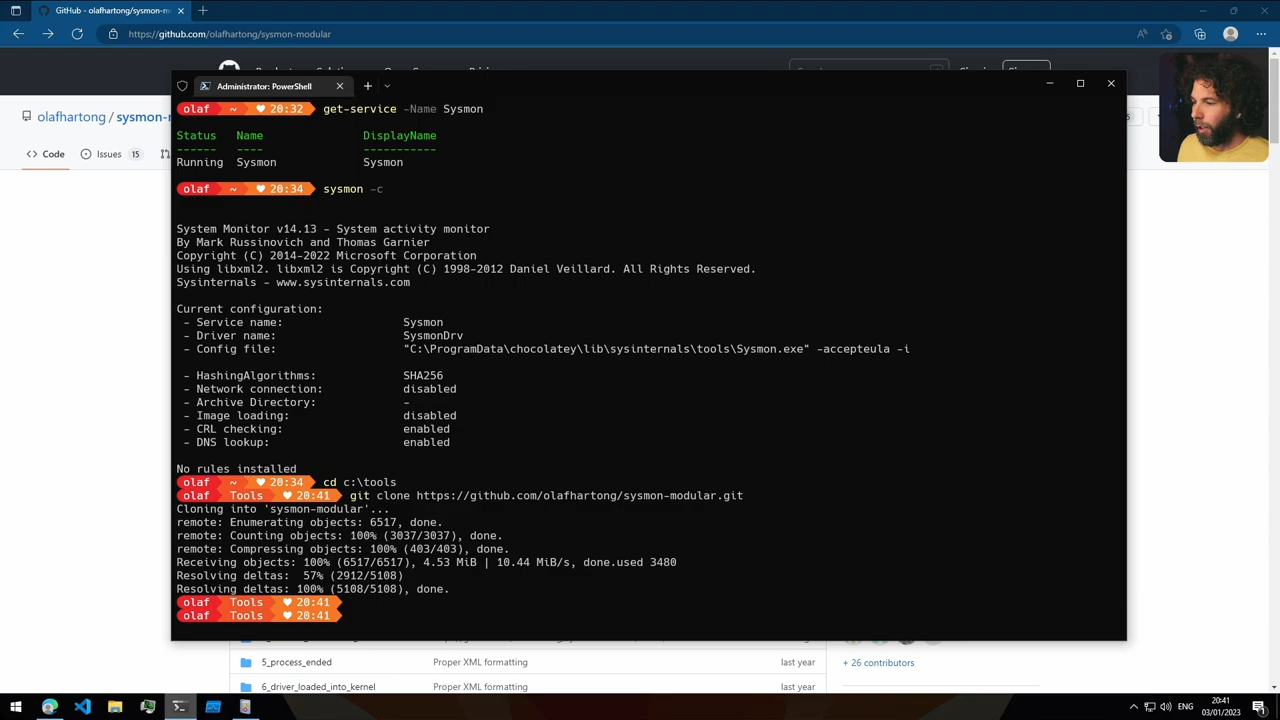 GitHub - olafhartong/sysmon-m
https://github.com/olafhartong/sysmon-modular
Administrator: PowerShell
olafhartong / sysmon-
Code
Issues 15
olaf ~ ♥ 20:32 get-service -Name Sysmon
Status Name DisplayName
------ ---- -----------
Running Sysmon Sysmon
olaf ~ ♥ 20:34 sysmon -c
System Monitor v14.13 - System activity monitor
By Mark Russinovich and Thomas Garnier
Copyright (C) 2014-2022 Microsoft Corporation
Using libxml2. libxml2 is Copyright (C) 1998-2012 Daniel Veillard. All Rights Reserved.
Sysinternals - www.sysinternals.com
Current configuration:
- Service name: Sysmon
- Driver name: SysmonDrv
- Config file: "C:\ProgramData\chocolatey\lib\sysinternals\tools\Sysmon.exe" -accepteula -i
- HashingAlgorithms: SHA256
- Network connection: disabled
- Archive Directory: -
- Image loading: disabled
- CRL checking: enabled
- DNS lookup: enabled
No rules installed
olaf ~ ♥ 20:34 cd c:\tools
olaf Tools ♥ 20:41 git clone https://github.com/olafhartong/sysmon-modular.git
Cloning into 'sysmon-modular'...
remote: Enumerating objects: 6517, done.
remote: Counting objects: 100% (3037/3037), done.
remote: Compressing objects: 100% (403/403), done.
Receiving objects: 100% (6517/6517), 4.53 MiB | 10.44 MiB/s, done.used 3480
Resolving deltas: 57% (2912/5108)
Resolving deltas: 100% (5108/5108), done.
olaf Tools ♥ 20:41
olaf Tools ♥ 20:41
5_process_ended Proper XML formatting last year
+ 26 contributors
6_driver_loaded_into_kernel Proper XML formatting last year
ENG
20:41
03/01/2023
1